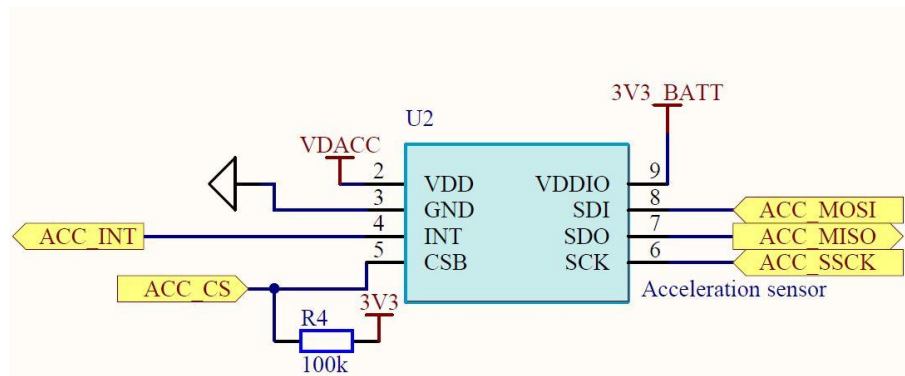 3V3_BATT
U2
VDACC
2 VDD VDDIO 9
3 GND SDI 8 ACC_MOSI
ACC_INT 4 INT SDO 7 ACC_MISO
5 CSB SCK 6 ACC_SSCK
ACC_CS
Acceleration sensor
3V3
R4
100k